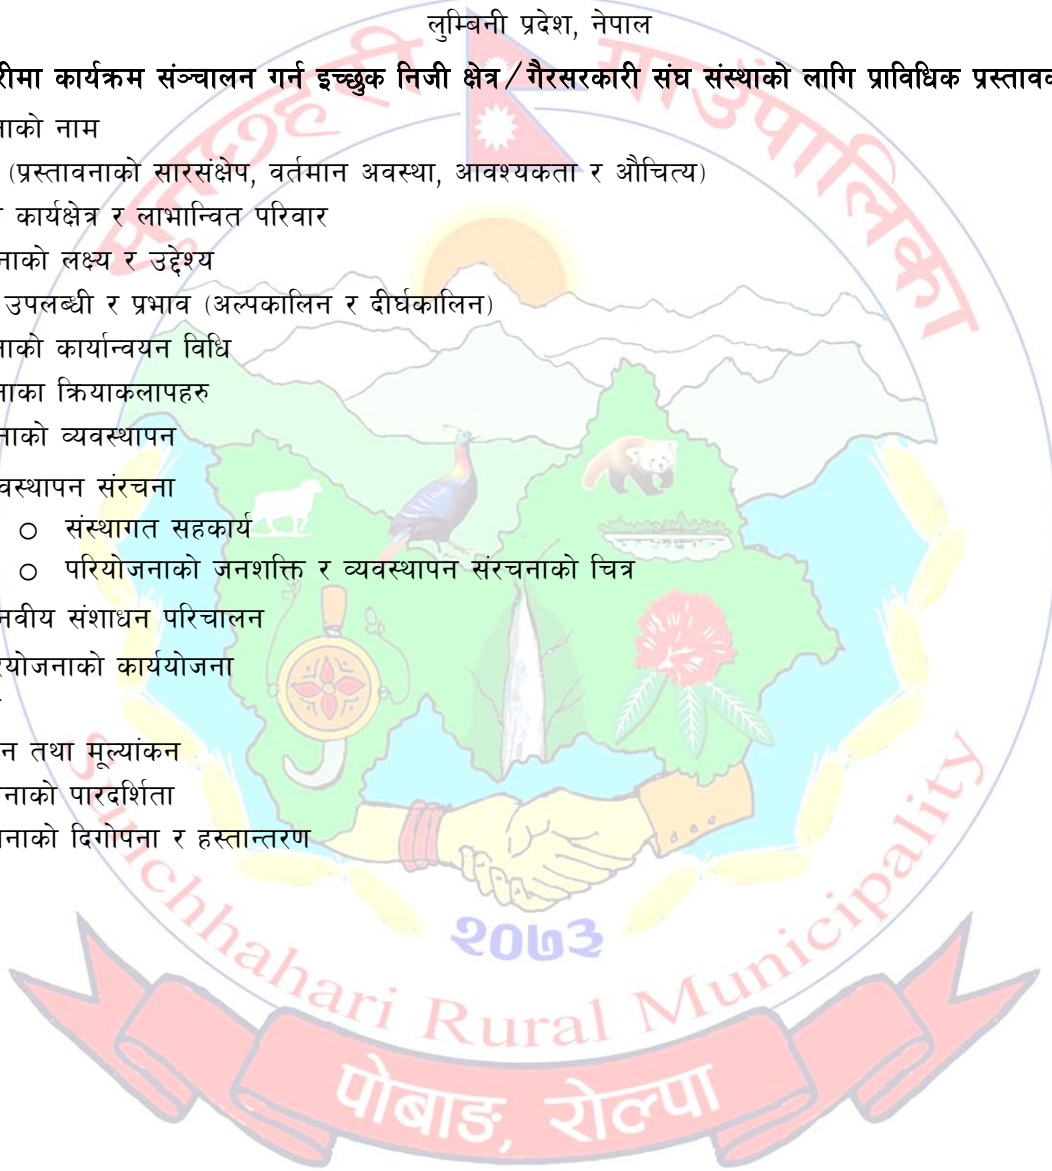 लुम्बिनी प्रदेश, नेपाल
रीमा कार्यक्रम संञ्चालन गर्न इच्छुक निजी क्षेत्र/गैरसरकारी संघ संस्थाको लागि प्राविधिक प्रस्ताव
नाको नाम
(प्रस्तावनाको सारसंक्षेप, वर्तमान अवस्था, आवश्यकता र औचित्य)
कार्यक्षेत्र र लाभान्वित परिवार
नाको लक्ष्य र उद्देश्य
उपलब्धी र प्रभाव (अल्पकालिन र दीर्घकालिन)
नाको कार्यान्वयन विधि
नाका क्रियाकलापहरु
नाको व्यवस्थापन
वस्थापन संरचना
संस्थागत सहकार्य
परियोजनाको जनशक्ति र व्यवस्थापन संरचनाको चित्र
नवीय संशाधन परिचालन
योजनाको कार्ययोजना
न तथा मूल्यांकन
नाको पारदर्शिता
नाको दिगोपना र हस्तान्तरण
सुनछहरी गाउँपालिका
२०७३
Sunchhahari Rural Municipality
पोबाङ, रोल्पा